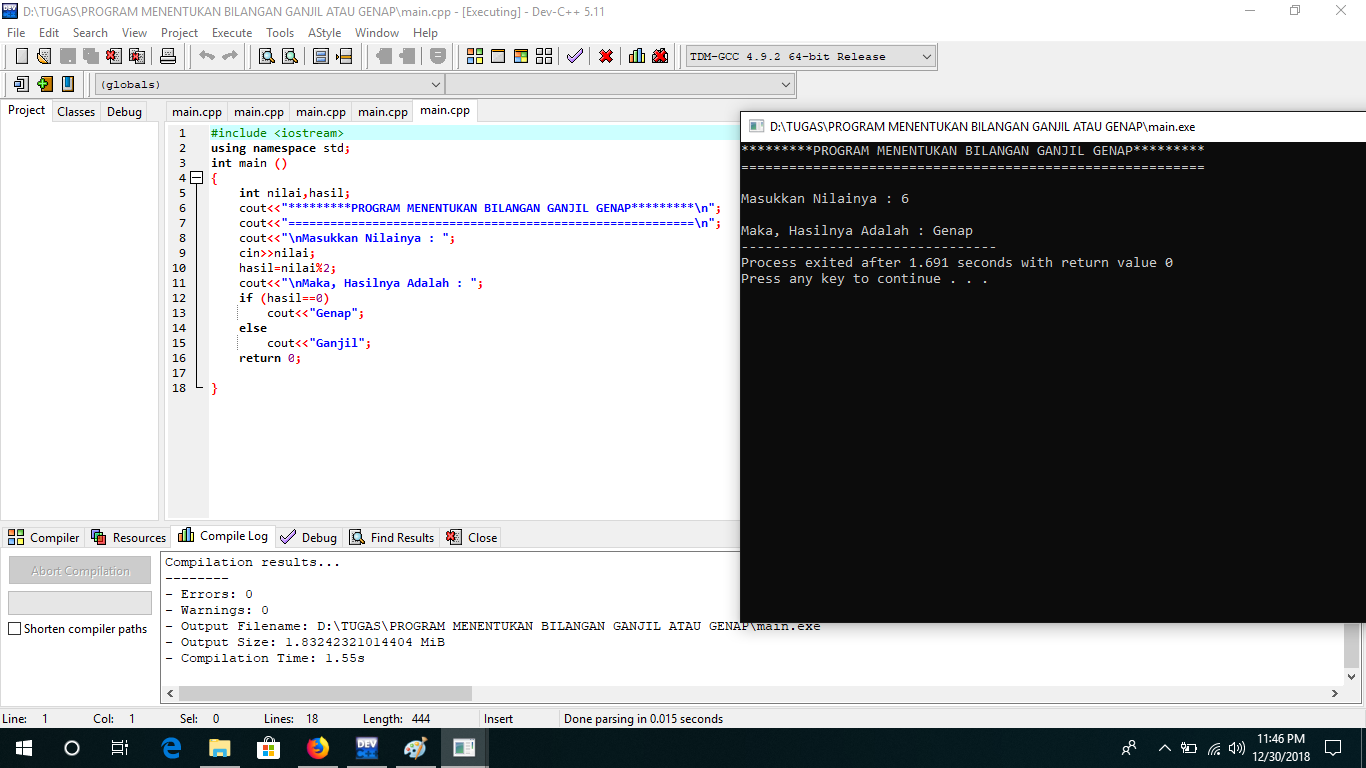 D:\TUGAS\PROGRAM MENENTUKAN BILANGAN GANJIL ATAU GENAP\main.cpp - [Executing] - Dev-C++ 5.11
File Edit Search View Project Execute Tools AStyle Window Help
TDM-GCC 4.9.2 64-bit Release
(globals)
Project Classes Debug
main.cpp main.cpp main.cpp main.cpp main.cpp
1 #include <iostream>
2 using namespace std;
3 int main ()
4 {
5 int nilai,hasil;
6 cout<<"*********PROGRAM MENENTUKAN BILANGAN GANJIL GENAP*********\n";
7 cout<<"==========================================================\n";
8 cout<<"\nMasukkan Nilainya : ";
9 cin>>nilai;
10 hasil=nilai%2;
11 cout<<"\nMaka, Hasilnya Adalah : ";
12 if (hasil==0)
13 cout<<"Genap";
14 else
15 cout<<"Ganjil";
16 return 0;
17
18 }
D:\TUGAS\PROGRAM MENENTUKAN BILANGAN GANJIL ATAU GENAP\main.exe
*********PROGRAM MENENTUKAN BILANGAN GANJIL GENAP*********
==========================================================
Masukkan Nilainya : 6
Maka, Hasilnya Adalah : Genap
--------------------------------
Process exited after 1.691 seconds with return value 0
Press any key to continue . . .
Compiler Resources Compile Log Debug Find Results Close
Abort Compilation
Shorten compiler paths
Compilation results...
--------
- Errors: 0
- Warnings: 0
- Output Filename: D:\TUGAS\PROGRAM MENENTUKAN BILANGAN GANJIL ATAU GENAP\main.exe
- Output Size: 1.83242321014404 MiB
- Compilation Time: 1.55s
Line: 1 Col: 1 Sel: 0 Lines: 18 Length: 444 Insert Done parsing in 0.015 seconds
DEV
11:46 PM
12/30/2018